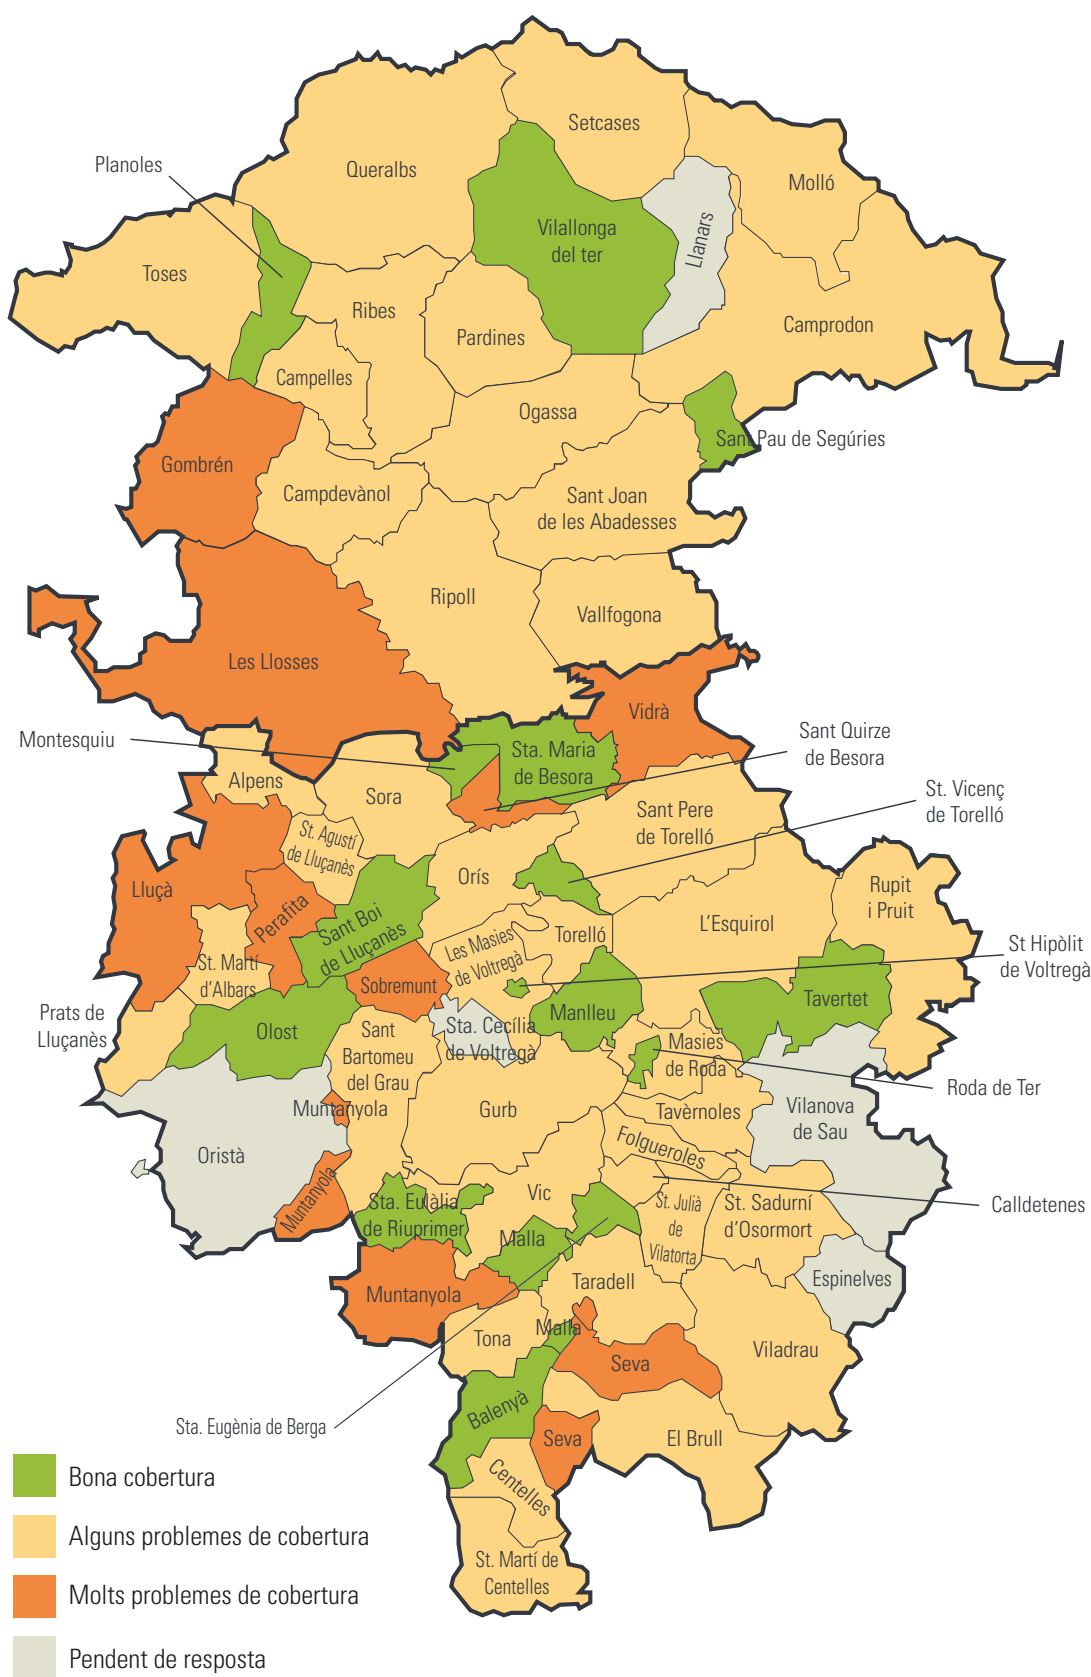 Setcases
Planoles
Queralbs
Molló
Vilallonga
del ter
Llanars
Toses
Ribes
Pardines
Camprodon
Campelles
Ogassa
Sant Pau de Segúries
Gombrén
Campdevànol
Sant Joan
de les Abadesses
Ripoll
Vallfogona
Les Llosses
Vidrà
Montesquiu
Sta. Maria
de Besora
Sant Quirze
de Besora
Alpens
Sora
St. Vicenç
de Torelló
Sant Pere
de Torelló
St. Agustí
de Lluçanès
Orís
Lluçà
Rupit
i Pruit
Perafita
Sant Boi
de Lluçanès
L'Esquirol
Torelló
Les Masies
de Voltregà
St Hipòlit
de Voltregà
St. Martí
d'Albars
Sobremunt
Tavertet
Manlleu
Prats de
Lluçanès
Olost
Sta. Cecília
de Voltregà
Sant
Bartomeu
del Grau
Masies
de Roda
Roda de Ter
Muntanyola
Gurb
Tavèrnoles
Vilanova
de Sau
Oristà
Folgueroles
Muntanyola
Sta. Eulàlia
de Riuprimer
Vic
St. Julià
de
Vilatorta
St. Sadurní
d'Osormort
Calldetenes
Malla
Taradell
Espinelves
Muntanyola
Tona
Malla
Seva
Viladrau
Balenyà
Sta. Eugènia de Berga
Seva
El Brull
Centelles
St. Martí de
Centelles
Bona cobertura
Alguns problemes de cobertura
Molts problemes de cobertura
Pendent de resposta